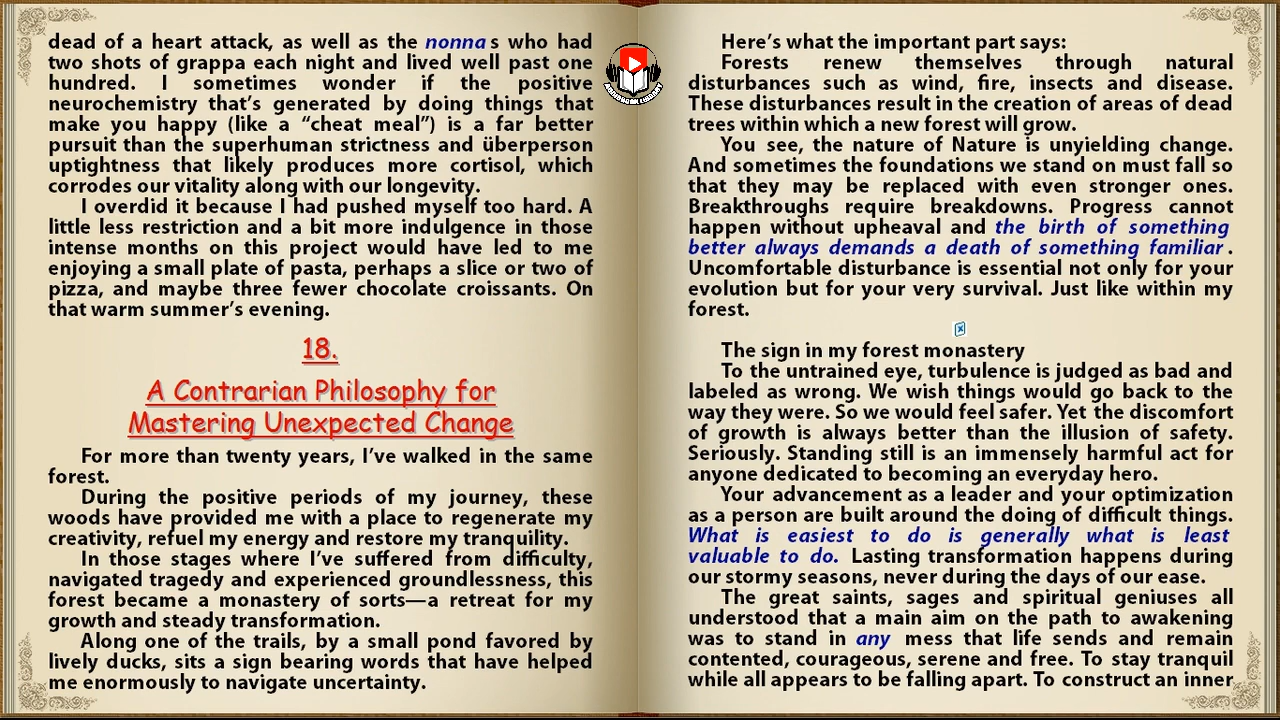 dead of a heart attack, as well as the nonna s who had
two shots of grappa each night and lived well past one
hundred. I sometimes wonder if the positive
neurochemistry that's generated by doing things that
make you happy (like a “cheat meal”) is a far better
pursuit than the superhuman strictness and überperson
uptightness that likely produces more cortisol, which
corrodes our vitality along with our longevity.
I overdid it because I had pushed myself too hard. A
little less restriction and a bit more indulgence in those
intense months on this project would have led to me
enjoying a small plate of pasta, perhaps a slice or two of
pizza, and maybe three fewer chocolate croissants. On
that warm summer's evening.
18.
A Contrarian Philosophy for
Mastering Unexpected Change
For more than twenty years, I've walked in the same
forest.
During the positive periods of my journey, these
woods have provided me with a place to regenerate my
creativity, refuel my energy and restore my tranquility.
In those stages where I've suffered from difficulty,
navigated tragedy and experienced groundlessness, this
forest became a monastery of sorts—a retreat for my
growth and steady transformation.
Along one of the trails, by a small pond favored by
lively ducks, sits a sign bearing words that have helped
me enormously to navigate uncertainty.
Here's what the important part says:
Forests renew themselves through natural
disturbances such as wind, fire, insects and disease.
These disturbances result in the creation of areas of dead
trees within which a new forest will grow.
You see, the nature of Nature is unyielding change.
And sometimes the foundations we stand on must fall so
that they may be replaced with even stronger ones.
Breakthroughs require breakdowns. Progress cannot
happen without upheaval and the birth of something
better always demands a death of something familiar .
Uncomfortable disturbance is essential not only for your
evolution but for your very survival. Just like within my
forest.
The sign in my forest monastery
To the untrained eye, turbulence is judged as bad and
labeled as wrong. We wish things would go back to the
way they were. So we would feel safer. Yet the discomfort
of growth is always better than the illusion of safety.
Seriously. Standing still is an immensely harmful act for
anyone dedicated to becoming an everyday hero.
Your advancement as a leader and your optimization
as a person are built around the doing of difficult things.
What is easiest to do is generally what is least
valuable to do. Lasting transformation happens during
our stormy seasons, never during the days of our ease.
The great saints, sages and spiritual geniuses all
understood that a main aim on the path to awakening
was to stand in any mess that life sends and remain
contented, courageous, serene and free. To stay tranquil
while all appears to be falling apart. To construct an inner